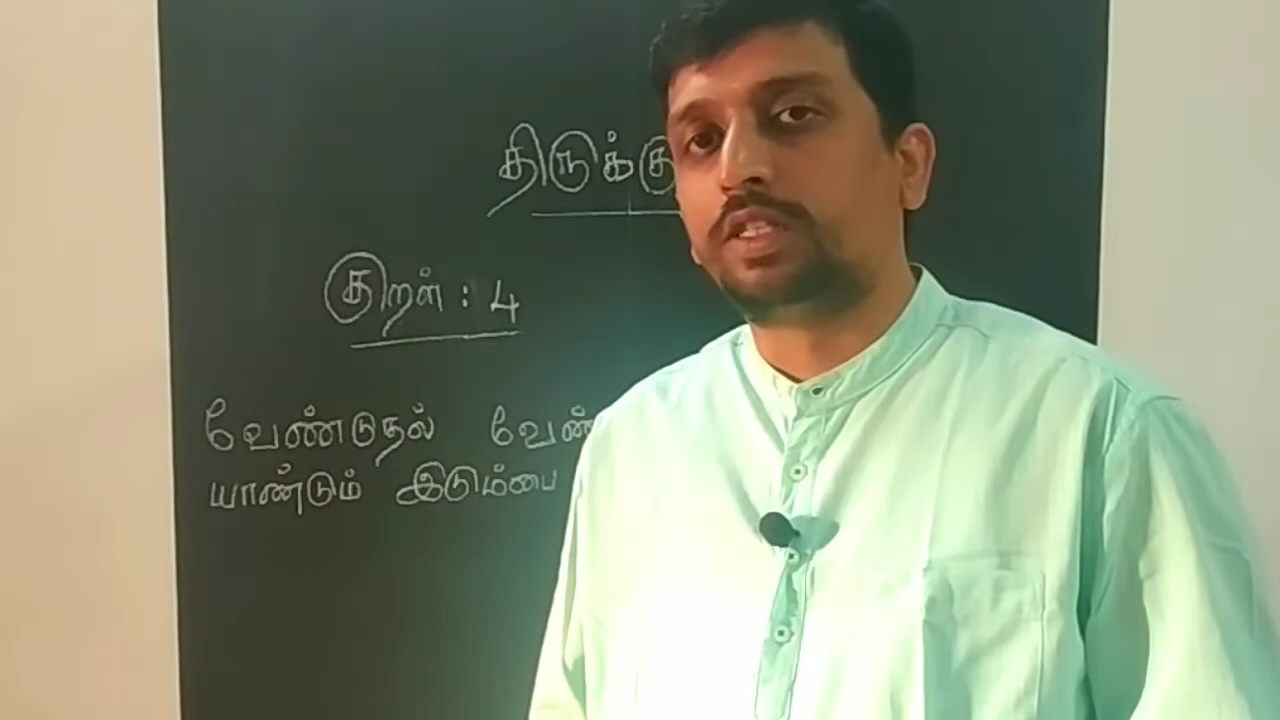 திருக்கு
குறள் : 4
வேண்டுதல் வேண்
யாண்டும் இடும்பை